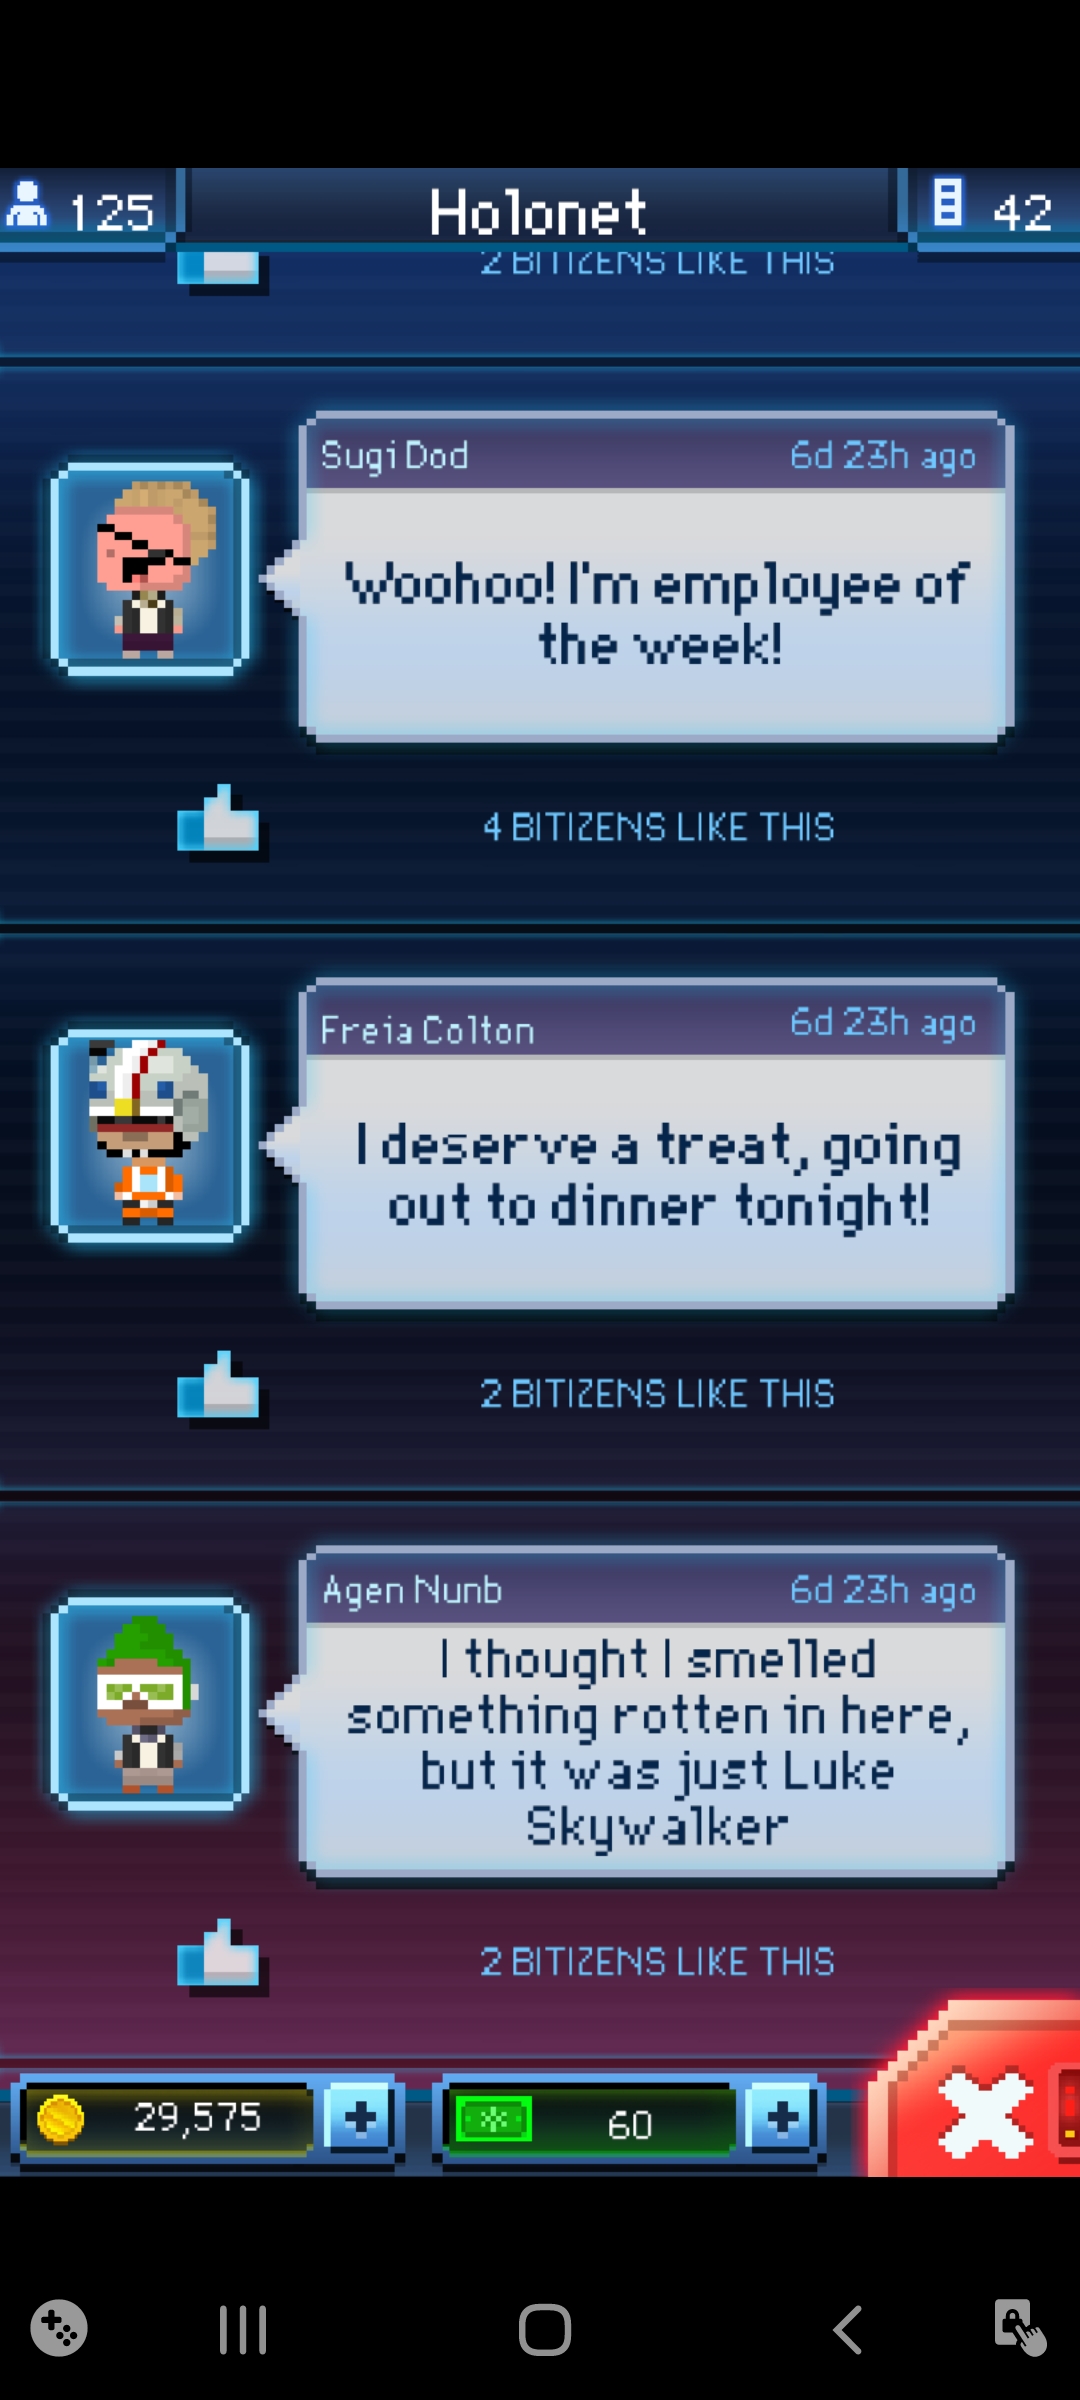 125
Holonet
42
2 BITIZENS LIKE THIS
Sugi Dod
6d 23h ago
Woohoo! I'm employee of
the week!
4 BITIZENS LIKE THIS
Freia Colton
6d 23h ago
I deserve a treat, going
out to dinner tonight!
2 BITIZENS LIKE THIS
Agen Nunb
6d 23h ago
I thought I smelled
something rotten in here,
but it was just Luke
Skywalker
2 BITIZENS LIKE THIS
29,575
+
60
+